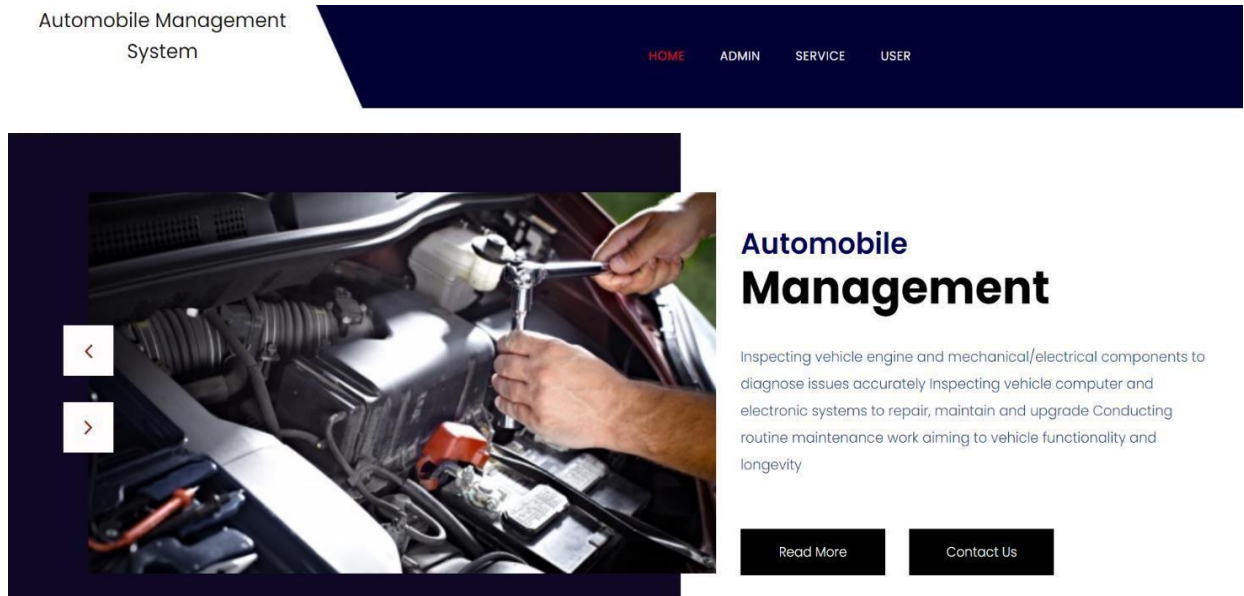 Automobile Management
System
HOME ADMIN SERVICE USER
Automobile
Management
Inspecting vehicle engine and mechanical/electrical components to
diagnose issues accurately Inspecting vehicle computer and
electronic systems to repair, maintain and upgrade Conducting
routine maintenance work aiming to vehicle functionality and
longevity
Read More Contact Us